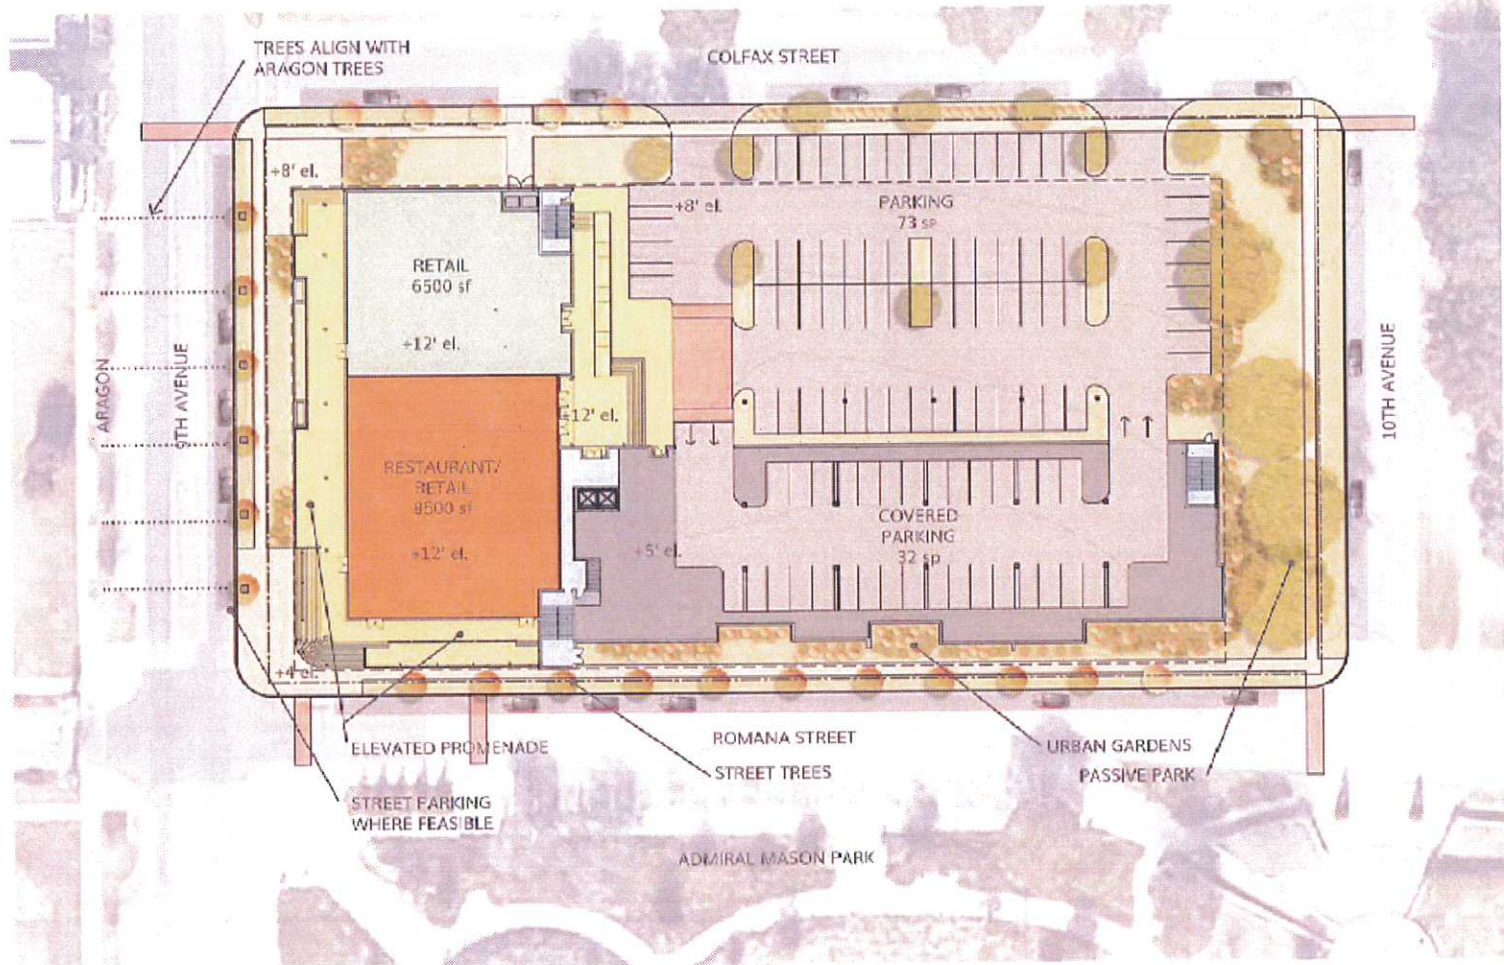 TREES ALIGN WITH
ARAGON TREES
COLFAX STREET
+8' el.
+8' el.
PARKING
73 sp
RETAIL
6500 sf
+12' el.
ARAGON
9TH AVENUE
10TH AVENUE
+12' el.
RESTAURANT/
RETAIL
8500 sf
+12' el.
+5' el.
COVERED
PARKING
32 sp
+4' el.
ELEVATED PROMENADE
ROMANA STREET
STREET TREES
URBAN GARDENS
PASSIVE PARK
STREET PARKING
WHERE FEASIBLE
ADMIRAL MASON PARK